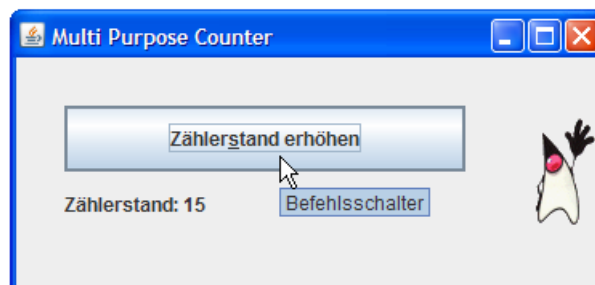 Multi Purpose Counter
Zählerstand erhöhen
Zählerstand: 15
Befehlsschalter